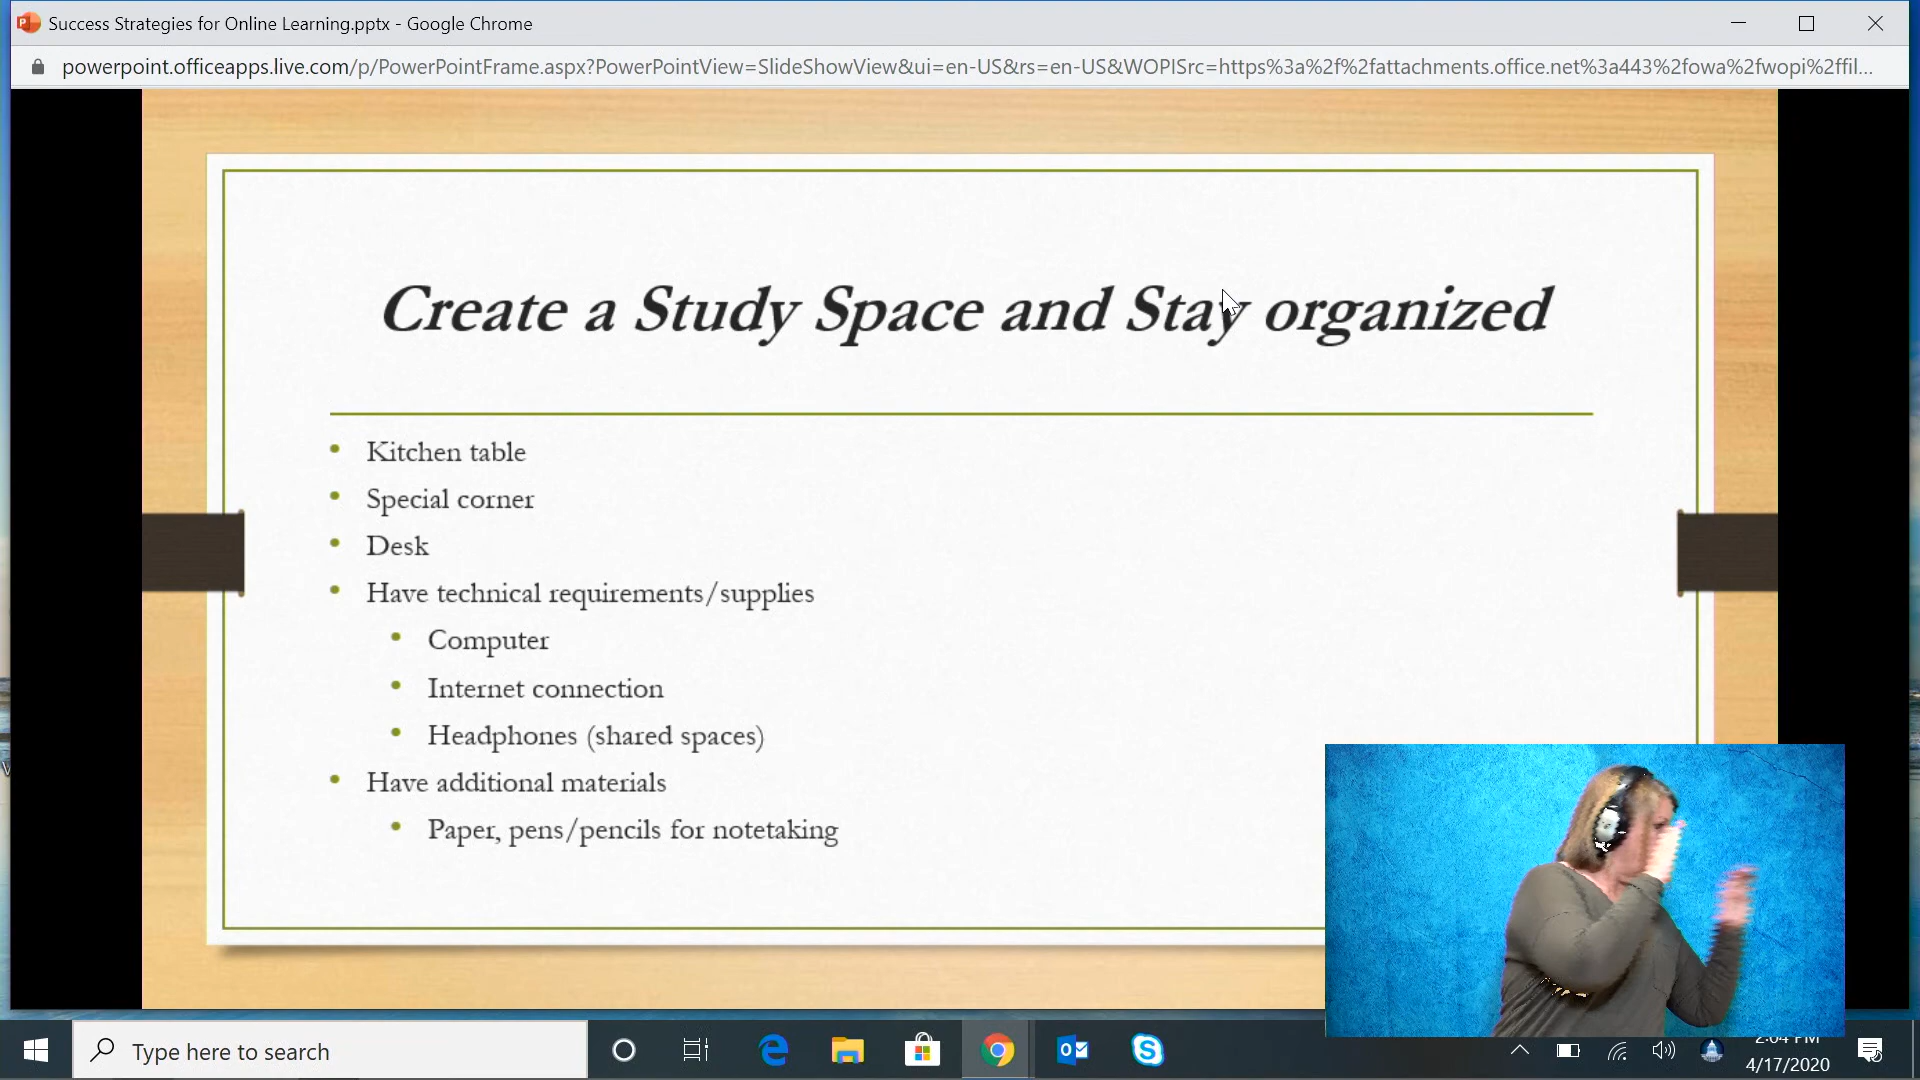 Success Strategies for Online Learning.pptx - Google Chrome
powerpoint.officeapps.live.com/p/PowerPointFrame.aspx?PowerPointView=SlideShowView&ui=en-US&rs=en-US&WOPISrc=https%3a%2f%2fattachments.office.net%3a443%2fowa%2fwopi%2ffil...
Create a Study Space and Stay organized
• Kitchen table
• Special corner
• Desk
• Have technical requirements/supplies
• Computer
• Internet connection
• Headphones (shared spaces)
• Have additional materials
• Paper, pens/pencils for notetaking
Type here to search
2:04 PM
4/17/2020